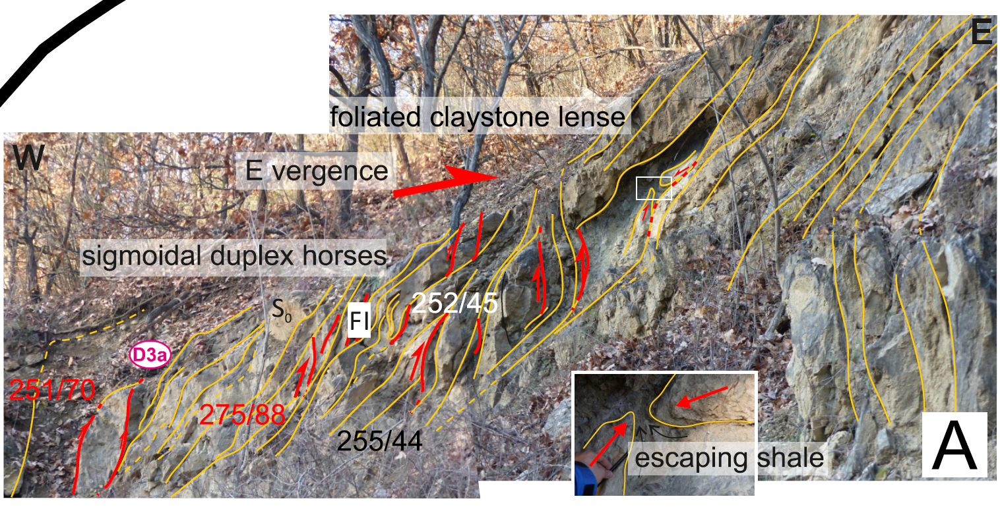 E
foliated claystone lense
W
E vergence
sigmoidal duplex horses
S0
FI
252/45
D3a
251/70
275/88
255/44
escaping shale
A